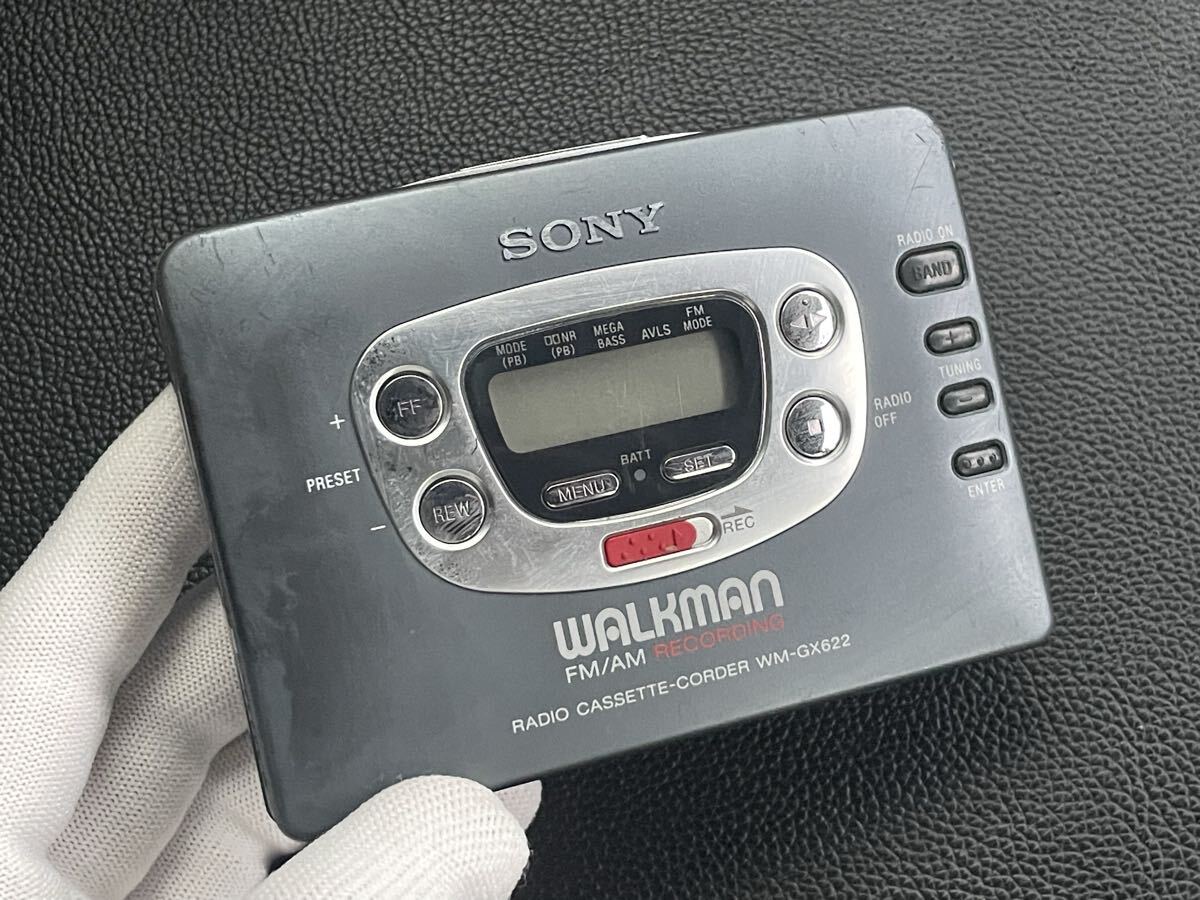 SONY
RADIO ON
BAND
MODE (PB)
DD NR (PB)
MEGA BASS
AVLS
FM MODE
+
TUNING
-
FF
+
PRESET
-
REW
BATT
MENU
SET
RADIO OFF
ENTER
REC
WALKMAN
FM/AM RECORDING
RADIO CASSETTE-CORDER WM-GX622